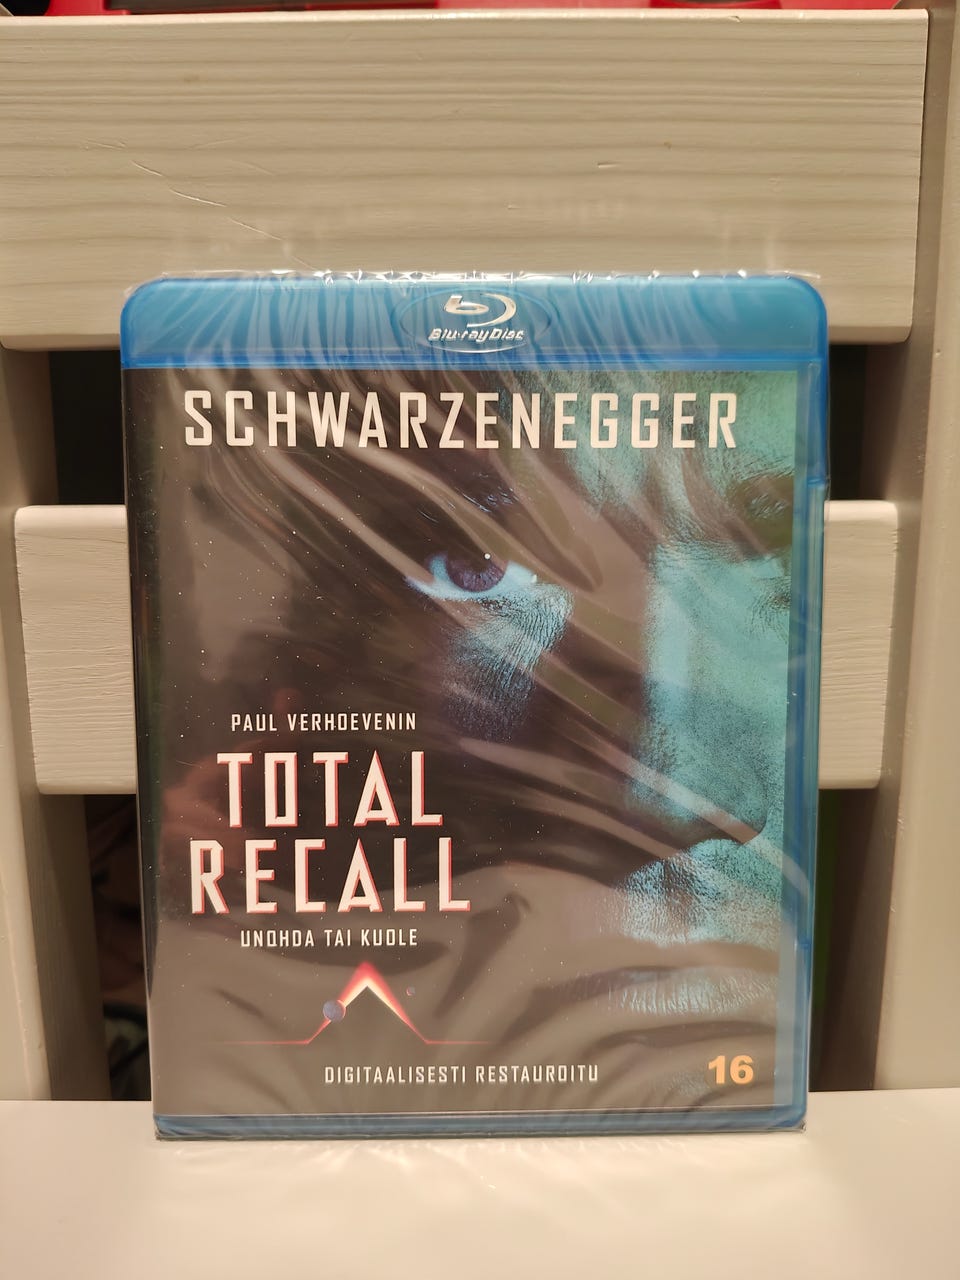 Blu-ray Disc
SCHWARZENEGGER
PAUL VERHOEVENIN
TOTAL
RECALL
UNOHDA TAI KUOLE
DIGITAALISESTI RESTAUROITU
16